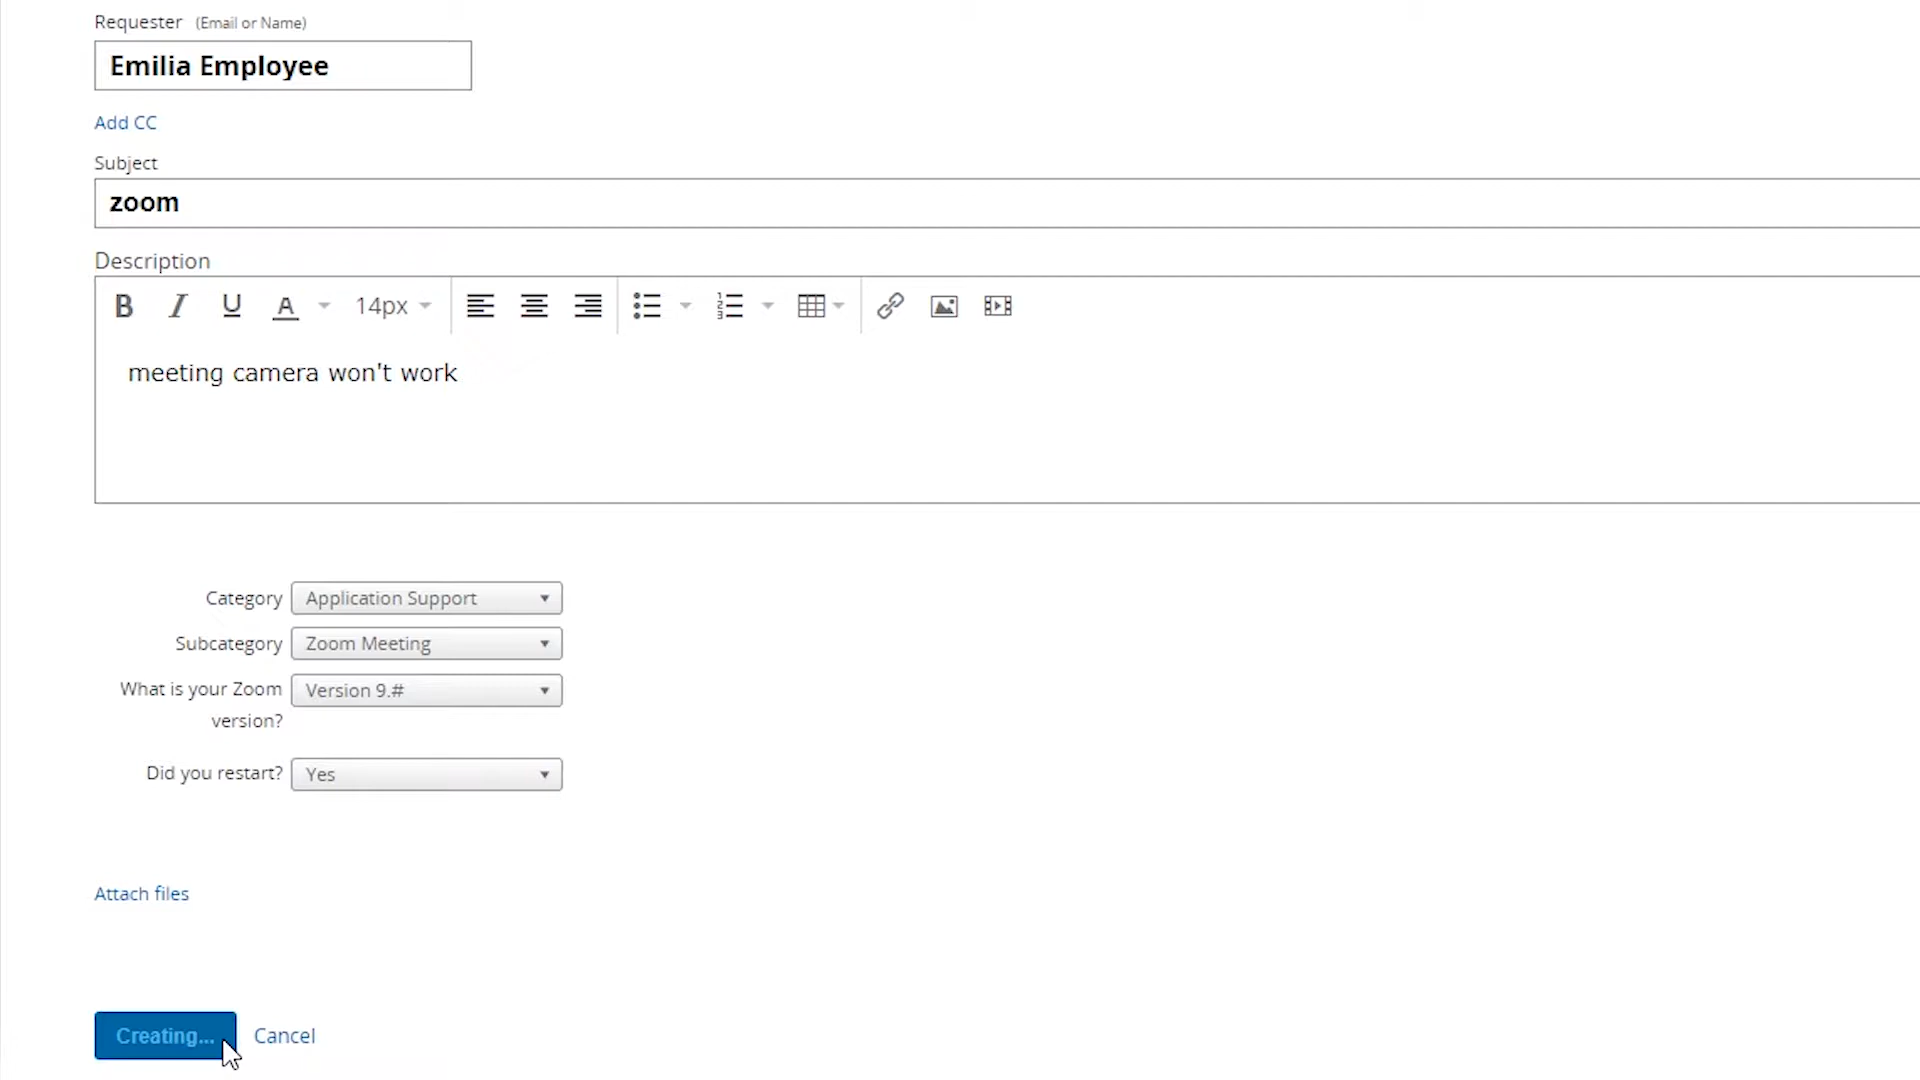 Requester (Email or Name)
Emilia Employee
Add CC
Subject
zoom
Description
B I U A 14px
meeting camera won't work
Category Application Support
Subcategory Zoom Meeting
What is your Zoom version? Version 9.#
Did you restart? Yes
Attach files
Creating... Cancel